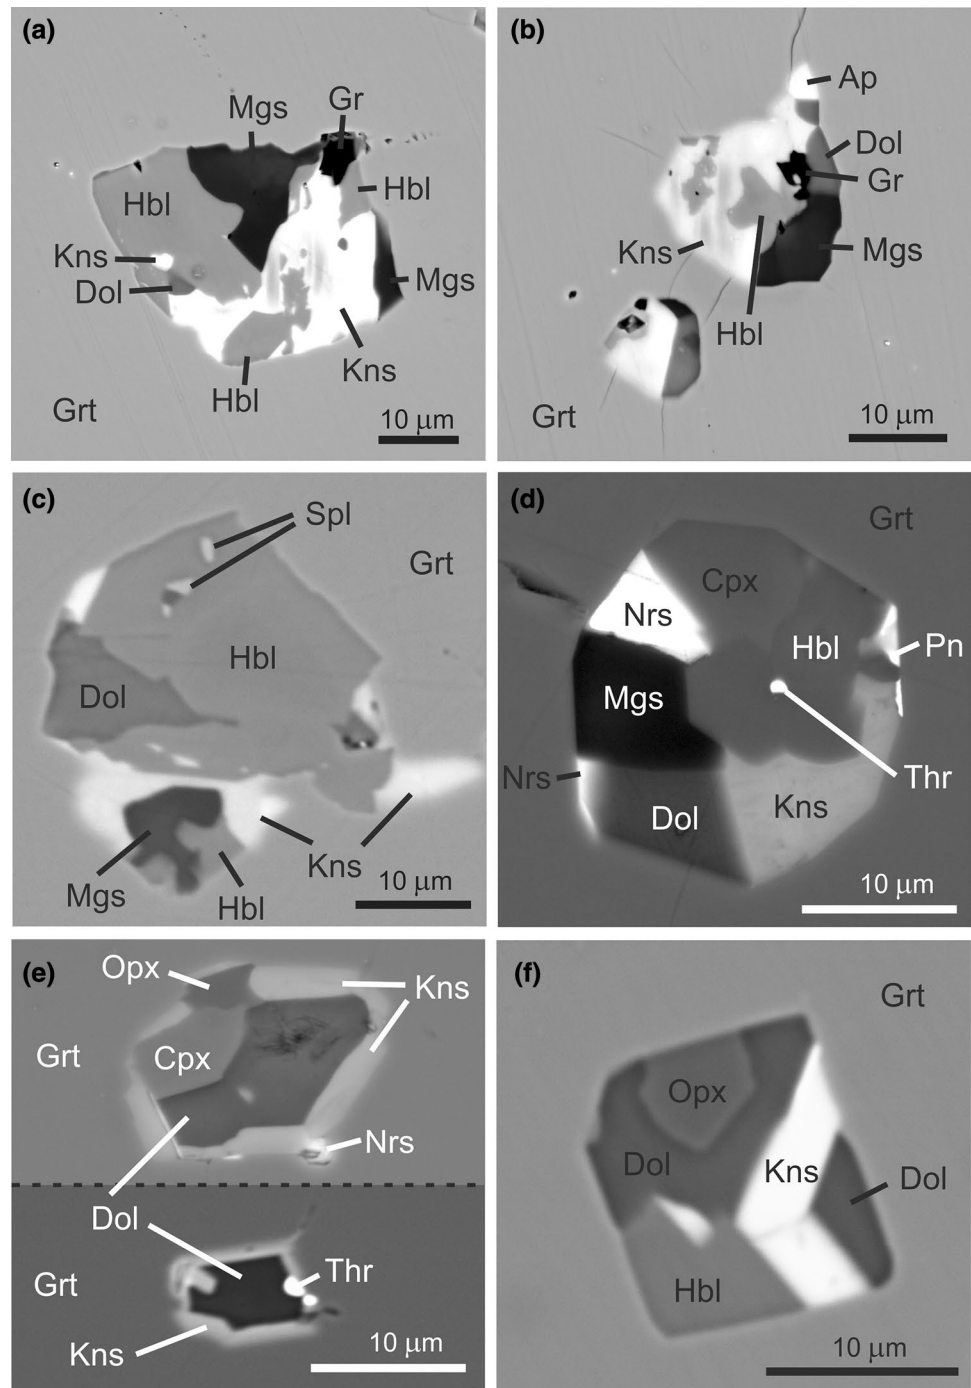 (a)
Mgs
Gr
Hbl
Hbl
Kns
Dol
Mgs
Kns
Hbl
Grt
10 μm
(b)
Ap
Dol
Gr
Kns
Mgs
Hbl
Grt
10 μm
(c)
Spl
Grt
Hbl
Dol
Kns
Mgs
Hbl
10 μm
(d)
Grt
Cpx
Nrs
Hbl
Pn
Mgs
Nrs
Thr
Dol
Kns
10 μm
(e)
Opx
Kns
Grt
Cpx
Nrs
Dol
Grt
Thr
Kns
10 μm
(f)
Grt
Opx
Dol
Kns
Dol
Hbl
10 μm